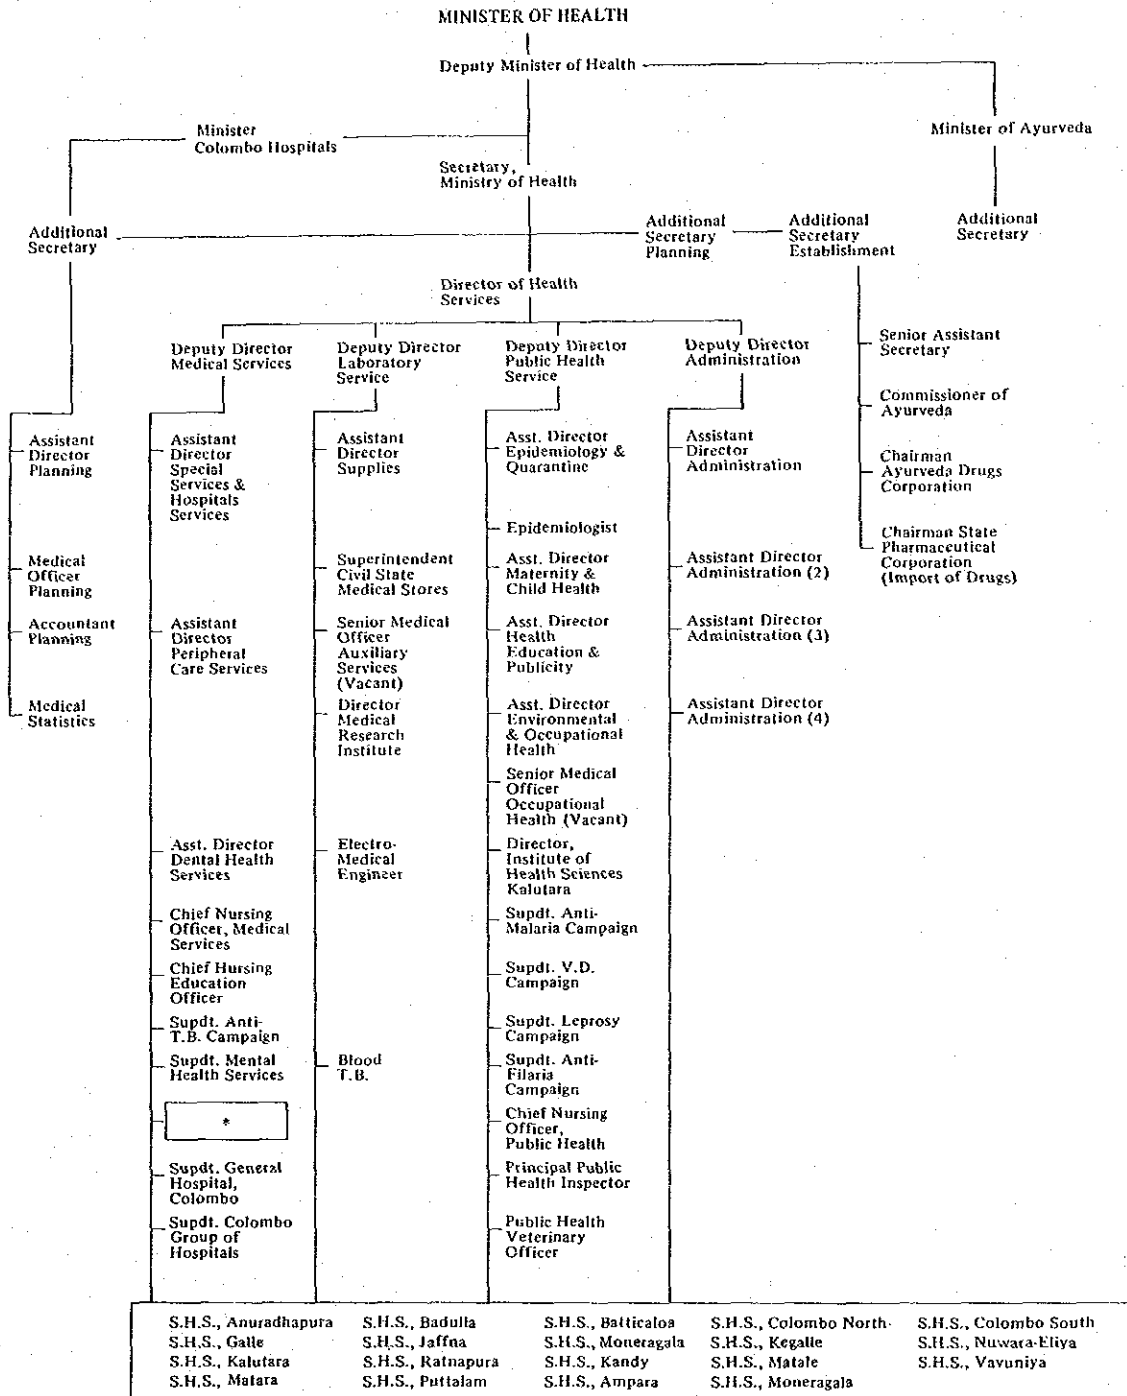 MINISTER OF HEALTH
Deputy Minister of Health
Minister
Colombo Hospitals
Minister of Ayurveda
Secretary,
Ministry of Health
Additional
Secretary
Additional
Secretary
Planning
Additional
Secretary
Establishment
Additional
Secretary
Director of Health
Services
Deputy Director
Medical Services
Deputy Director
Laboratory
Service
Deputy Director
Public Health
Service
Deputy Director
Administration
Senior Assistant
Secretary
Commissioner of
Ayurveda
Chairman
Ayurveda Drugs
Corporation
Chairman State
Pharmaceutical
Corporation
(Import of Drugs)
Assistant
Director
Planning
Medical
Officer
Planning
Accountant
Planning
Medical
Statistics
Assistant
Director
Special
Services &
Hospitals
Services
Assistant
Director
Peripheral
Care Services
Asst. Director
Dental Health
Services
Chief Nursing
Officer, Medical
Services
Chief Hursing
Education
Officer
Supdt. Anti-
T.B. Campaign
Supdt. Mental
Health Services
*
Supdt. General
Hospital,
Colombo
Supdt. Colombo
Group of
Hospitals
Assistant
Director
Supplies
Superintendent
Civil State
Medical Stores
Senior Medical
Officer
Auxiliary
Services
(Vacant)
Director
Medical
Research
Institute
Electro-
Medical
Engineer
Blood
T.B.
Asst. Director
Epidemiology &
Quarantine
Epidemiologist
Asst. Director
Maternity &
Child Health
Asst. Director
Health
Education &
Publicity
Asst. Director
Environmental
& Occupational
Health
Senior Medical
Officer
Occupational
Health (Vacant)
Director,
Institute of
Health Sciences
Kalutara
Supdt. Anti-
Malaria Campaign
Supdt. V.D.
Campaign
Supdt. Leprosy
Campaign
Supdt. Anti-
Filaria
Campaign
Chief Nursing
Officer,
Public Health
Principal Public
Health Inspector
Public Health
Veterinary
Officer
Assistant
Director
Administration
Assistant Director
Administration (2)
Assistant Director
Administration (3)
Assistant Director
Administration (4)
S.H.S., Anuradhapura S.H.S., Badulla S.H.S., Batticaloa S.H.S., Colombo North S.H.S., Colombo South
S.H.S., Galle S.H.S., Jaffna S.H.S., Moneragala S.H.S., Kegalle S.H.S., Nuwara-Eliya
S.H.S., Kalutara S.H.S., Ratnapura S.H.S., Kandy S.H.S., Matale S.H.S., Vavuniya
S.H.S., Matara S.H.S., Puttalam S.H.S., Ampara S.H.S., Moneragala